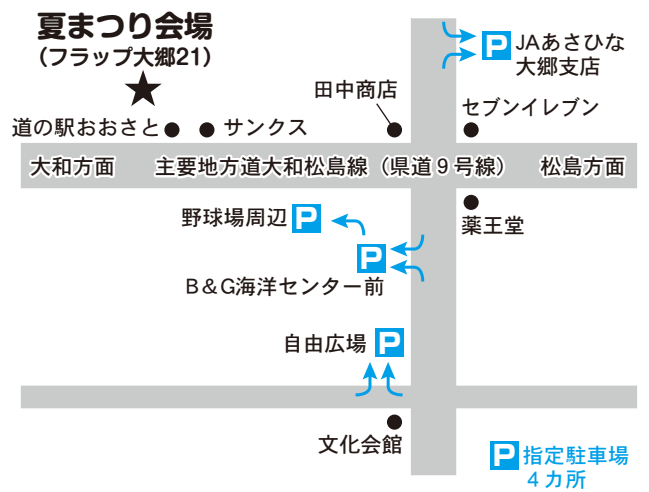 夏まつり会場
（フラップ大郷21）
P JAあさひな
大郷支店
田中商店
セブンイレブン
道の駅おおさと
サンクス
大和方面
主要地方道大和松島線（県道９号線）
松島方面
野球場周辺 P
薬王堂
P
B＆G海洋センター前
自由広場 P
文化会館
P 指定駐車場
４カ所